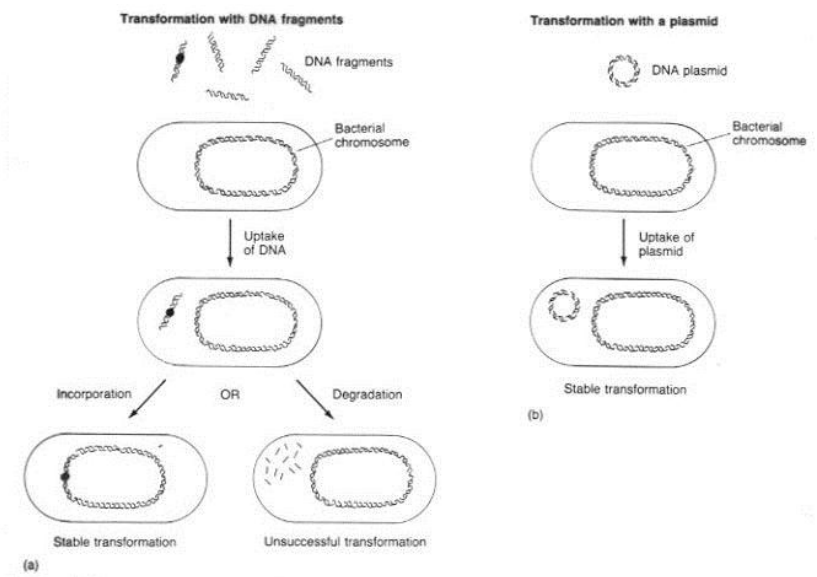 Transformation with DNA fragments
DNA fragments
Bacterial
chromosome
Uptake
of DNA
Incorporation
OR
Degradation
Stable transformation
Unsuccessful transformation
(a)
Transformation with a plasmid
DNA plasmid
Bacterial
chromosome
Uptake of
plasmid
Stable transformation
(b)